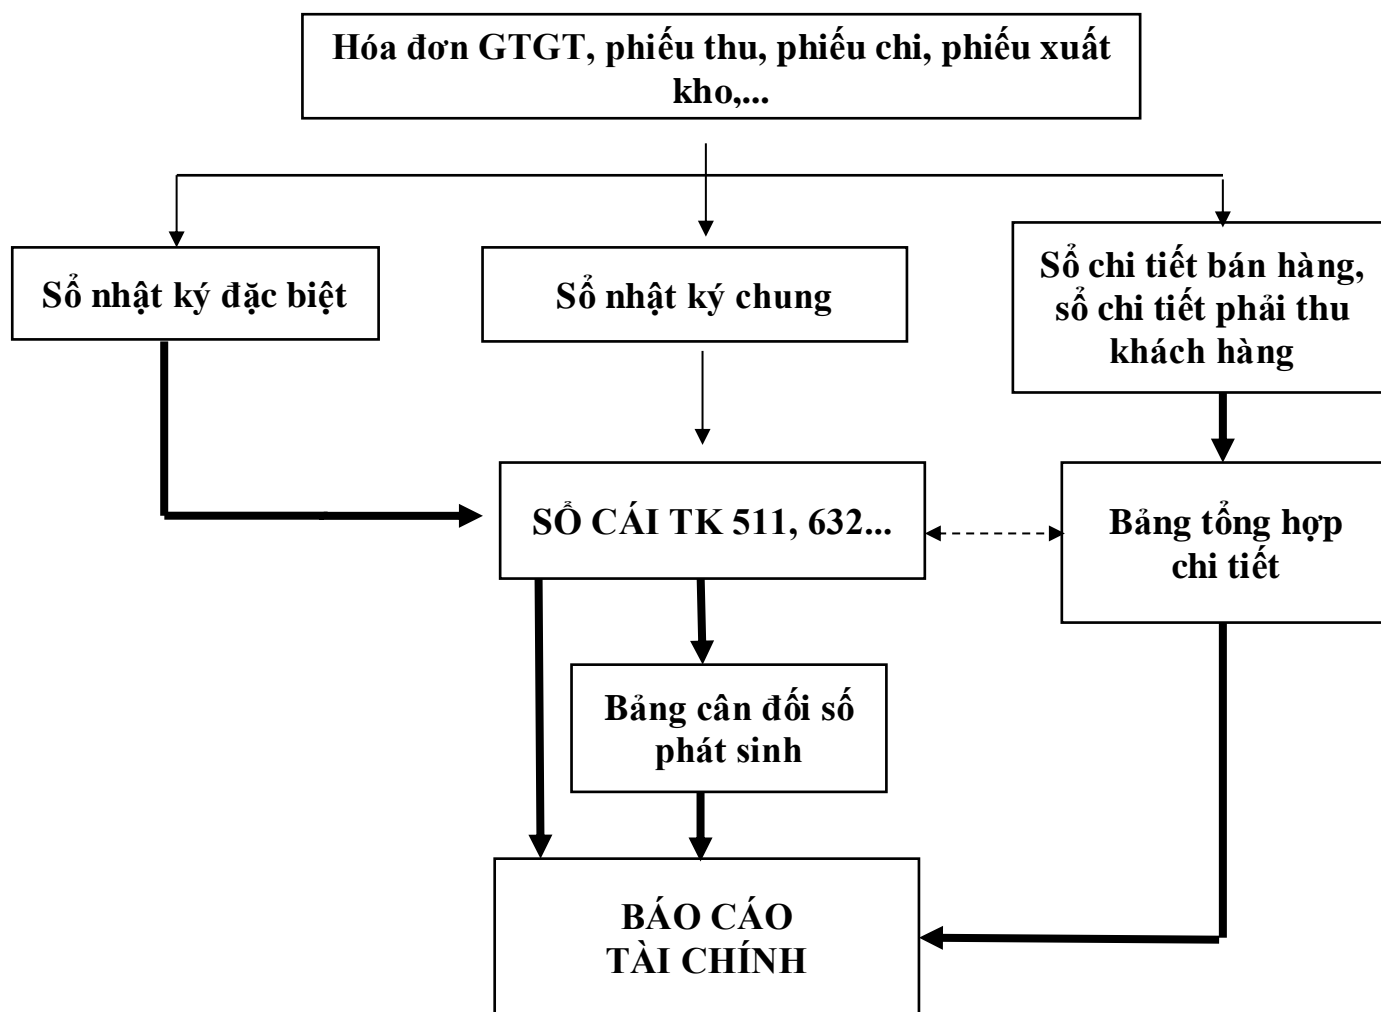 Hóa đơn GTGT, phiếu thu, phiếu chi, phiếu xuất
kho,...
Sổ nhật ký đặc biệt
Sổ nhật ký chung
Sổ chi tiết bán hàng,
sổ chi tiết phải thu
khách hàng
SỔ CÁI TK 511, 632...
Bảng tổng hợp
chi tiết
Bảng cân đối số
phát sinh
BÁO CÁO
TÀI CHÍNH